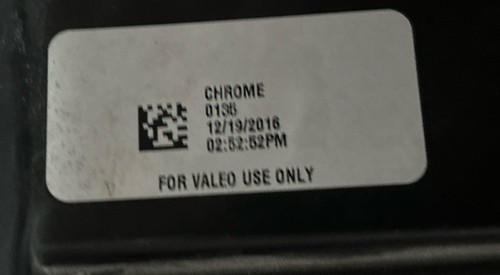 CHROME
0136
12/19/2016
02:52:52PM
FOR VALEO USE ONLY